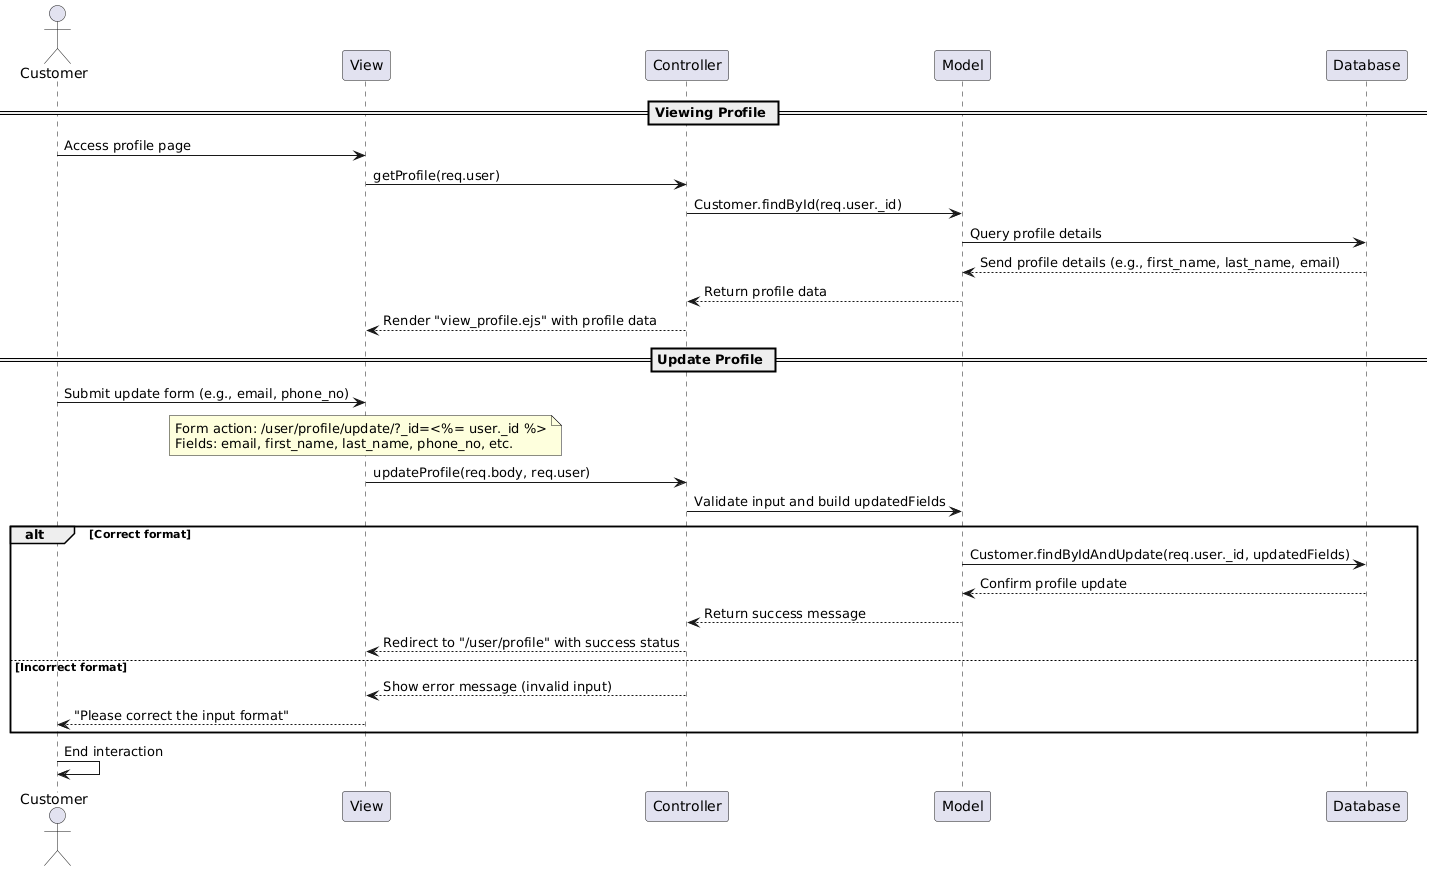 Customer
View
Controller
Model
Database
Viewing Profile
Access profile page
getProfile(req.user)
Customer.findById(req.user._id)
Query profile details
Send profile details (e.g., first_name, last_name, email)
Return profile data
Render "view_profile.ejs" with profile data
Update Profile
Submit update form (e.g., email, phone_no)
Form action: /user/profile/update/?_id=<%= user._id %>
Fields: email, first_name, last_name, phone_no, etc.
updateProfile(req.body, req.user)
Validate input and build updatedFields
alt
[Correct format]
Customer.findByIdAndUpdate(req.user._id, updatedFields)
Confirm profile update
Return success message
Redirect to "/user/profile" with success status
[Incorrect format]
Show error message (invalid input)
"Please correct the input format"
End interaction
Customer
View
Controller
Model
Database